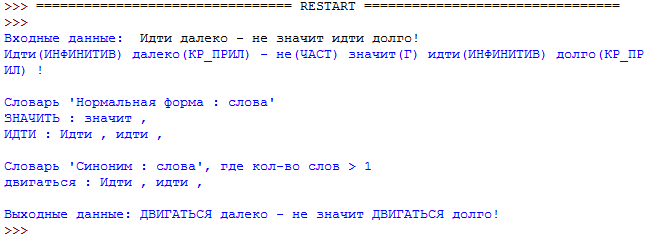 >>> ================================ RESTART ================================
>>>
Входные данные:  Идти далеко - не значит идти долго!
Идти(ИНФИНИТИВ) далеко(КР_ПРИЛ) - не(ЧАСТ) значит(Г) идти(ИНФИНИТИВ) долго(КР_ПР
ИЛ) !
Словарь 'Нормальная форма : слова'
ЗНАЧИТЬ : значит ,
ИДТИ : Идти , идти ,
Словарь 'Синоним : слова', где кол-во слов > 1
двигаться : Идти , идти ,
Выходные данные: ДВИГАТЬСЯ далеко - не значит ДВИГАТЬСЯ долго!
>>>